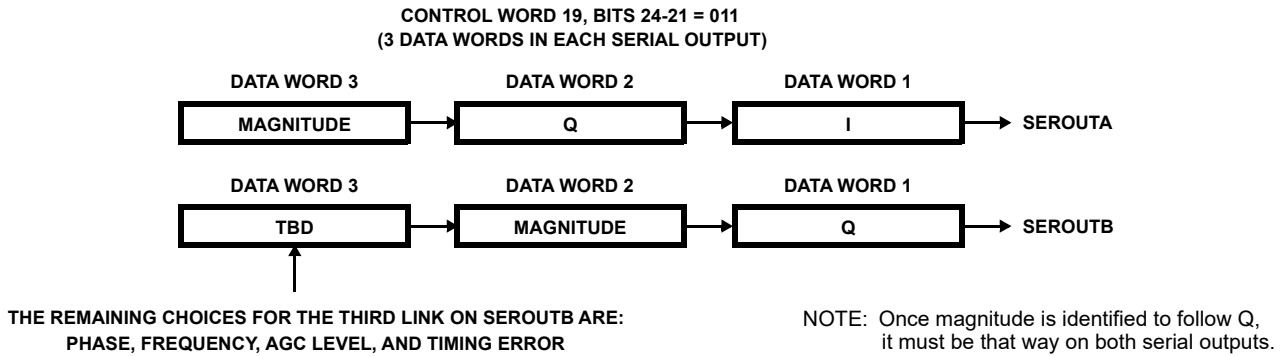 CONTROL WORD 19, BITS 24-21 = 011
(3 DATA WORDS IN EACH SERIAL OUTPUT)
DATA WORD 3 DATA WORD 2 DATA WORD 1
MAGNITUDE Q I SEROUTA
DATA WORD 3 DATA WORD 2 DATA WORD 1
TBD MAGNITUDE Q SEROUTB
THE REMAINING CHOICES FOR THE THIRD LINK ON SEROUTB ARE:
PHASE, FREQUENCY, AGC LEVEL, AND TIMING ERROR
NOTE: Once magnitude is identified to follow Q,
it must be that way on both serial outputs.